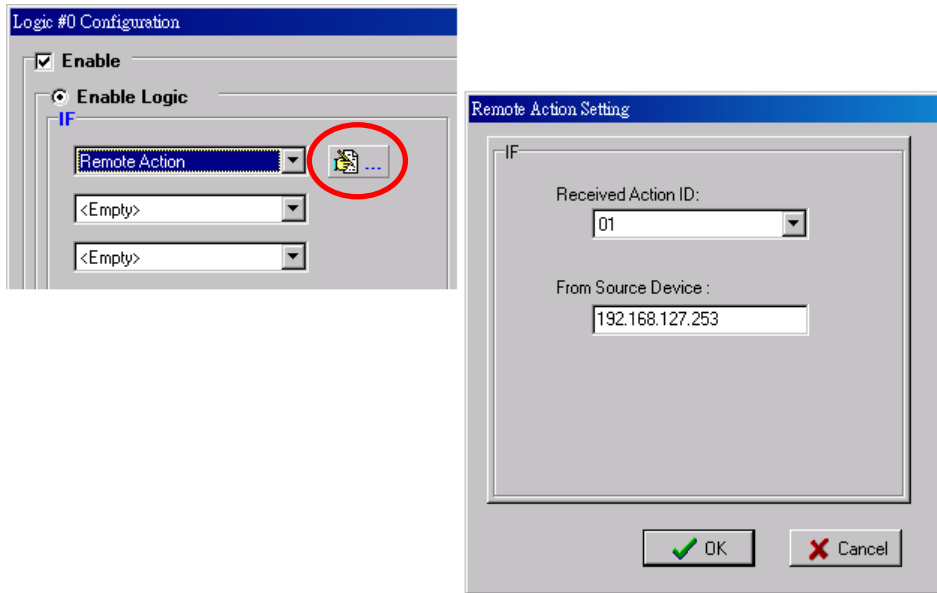 Logic #0 Configuration
Enable
Enable Logic
IF
Remote Action
...
<Empty>
<Empty>
Remote Action Setting
IF
Received Action ID:
01
From Source Device :
192.168.127.253
OK
Cancel